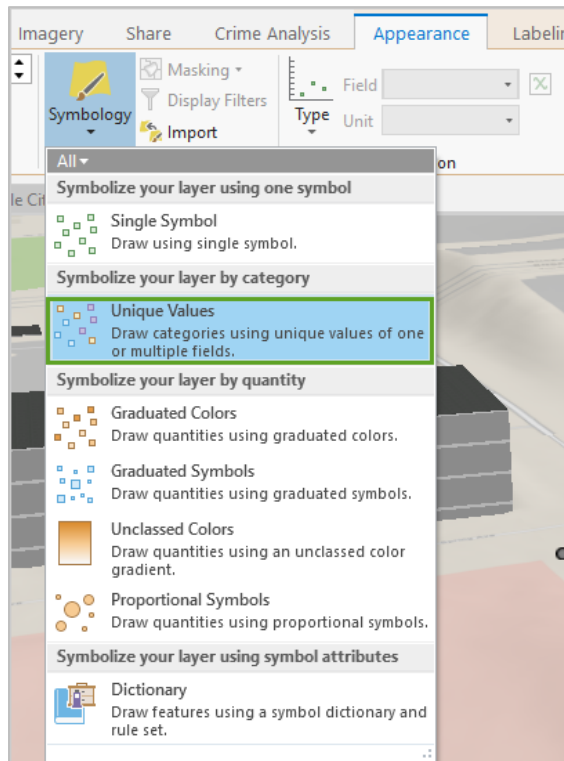 Imagery Share Crime Analysis Appearance Labelin
Masking
Display Filters
Import
Symbology
Type
Field
Unit
on
All
le Cit
Symbolize your layer using one symbol
Single Symbol
Draw using single symbol.
Symbolize your layer by category
Unique Values
Draw categories using unique values of one
or multiple fields.
Symbolize your layer by quantity
Graduated Colors
Draw quantities using graduated colors.
Graduated Symbols
Draw quantities using graduated symbols.
Unclassed Colors
Draw quantities using an unclassed color
gradient.
Proportional Symbols
Draw quantities using proportional symbols.
Symbolize your layer using symbol attributes
Dictionary
Draw features using a symbol dictionary and
rule set.